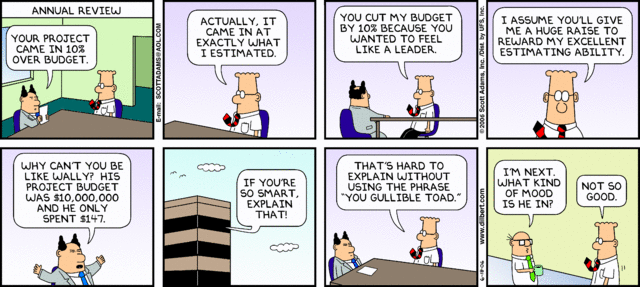 ANNUAL REVIEW
YOUR PROJECT
CAME IN 10%
OVER BUDGET.
E-mail: SCOTTADAMS@AOL.COM
ACTUALLY, IT
CAME IN AT
EXACTLY WHAT
I ESTIMATED.
YOU CUT MY BUDGET
BY 10% BECAUSE YOU
WANTED TO FEEL
LIKE A LEADER.
©2006 Scott Adams, Inc./Dist. by UFS, Inc.
I ASSUME YOU'LL GIVE
ME A HUGE RAISE TO
REWARD MY EXCELLENT
ESTIMATING ABILITY.
WHY CAN'T YOU BE
LIKE WALLY? HIS
PROJECT BUDGET
WAS $10,000,000
AND HE ONLY
SPENT $147.
IF YOU'RE
SO SMART,
EXPLAIN
THAT!
THAT'S HARD TO
EXPLAIN WITHOUT
USING THE PHRASE
"YOU GULLIBLE TOAD."
www.dilbert.com
I'M NEXT.
WHAT KIND
OF MOOD
IS HE IN?
NOT SO
GOOD.